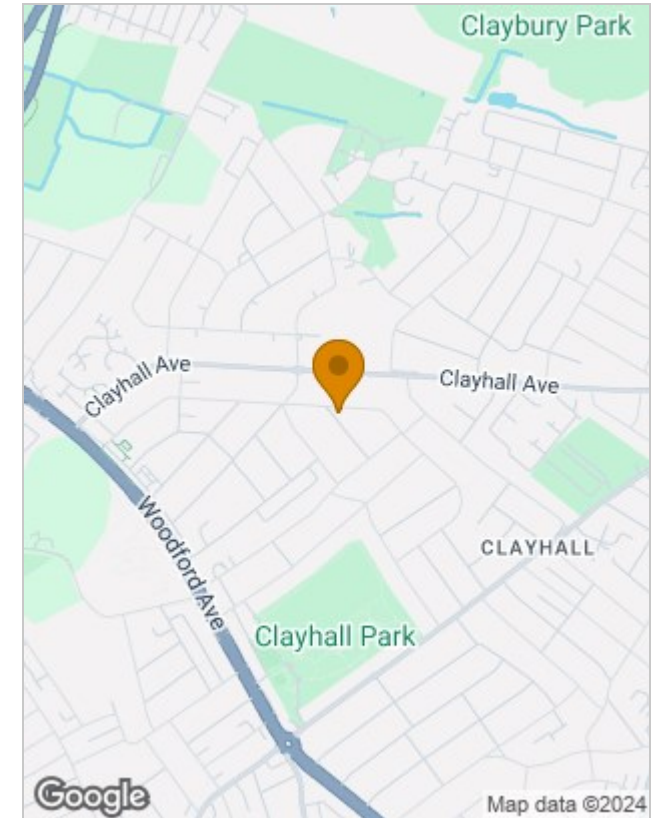 Claybury Park
Clayhall Ave
Clayhall Ave
Woodford Ave
CLAYHALL
Clayhall Park
Google
Map data ©2024